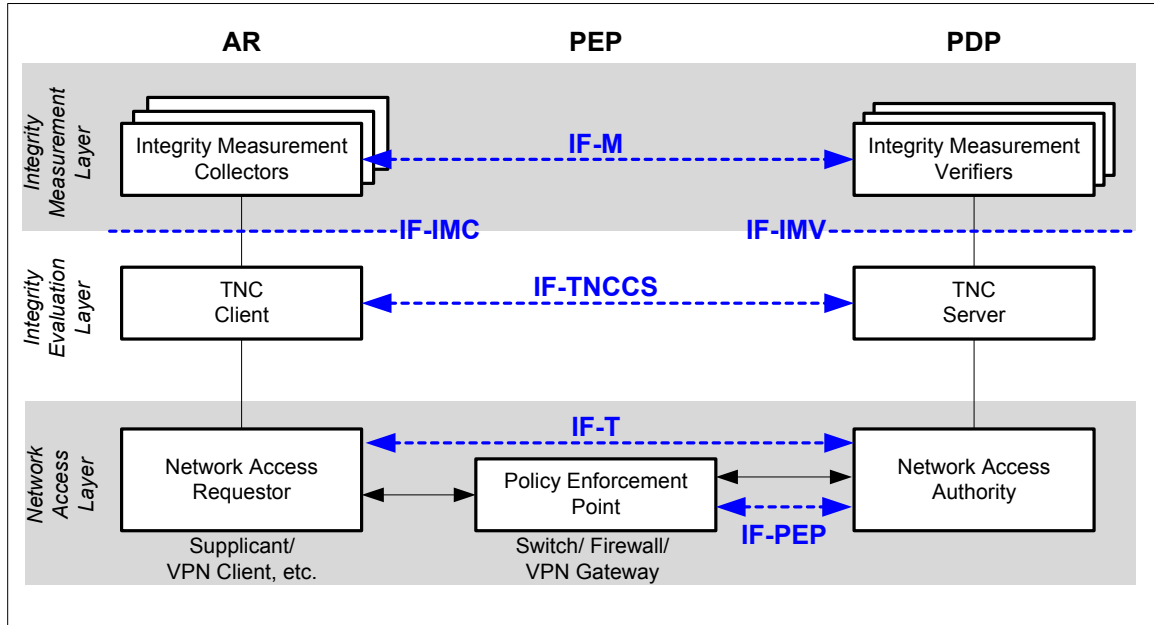 AR
PEP
PDP
Integrity
Measurement
Layer
Integrity Measurement
Collectors
IF-M
Integrity Measurement
Verifiers
IF-IMC
IF-IMV
Integrity
Evaluation
Layer
TNC
Client
IF-TNCCS
TNC
Server
Network
Access
Layer
Network Access
Requestor
IF-T
Policy Enforcement
Point
Network Access
Authority
IF-PEP
Supplicant/
VPN Client, etc.
Switch/ Firewall/
VPN Gateway